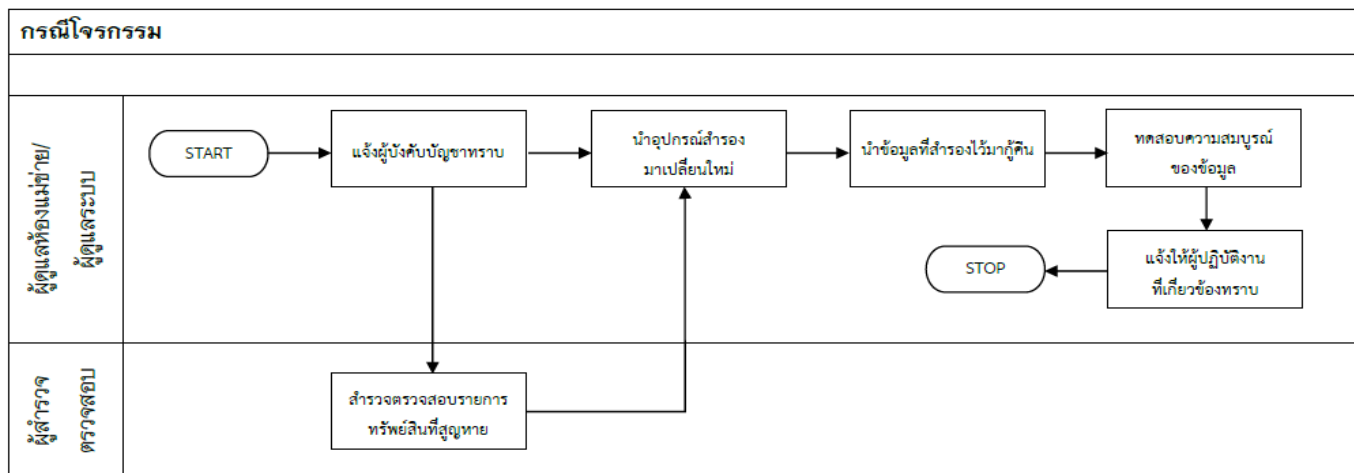 กรณีโจรกรรม
ผู้ดูแลห้องแม่ข่าย/
ผู้ดูแลระบบ
START
แจ้งผู้บังคับบัญชาทราบ
นำอุปกรณ์สำรอง
มาเปลี่ยนใหม่
นำข้อมูลที่สำรองไว้มากู้คืน
ทดสอบความสมบูรณ์
ของข้อมูล
แจ้งให้ผู้ปฏิบัติงาน
ที่เกี่ยวข้องทราบ
STOP
ผู้สำรวจ
ตรวจสอบ
สำรวจตรวจสอบรายการ
ทรัพย์สินที่สูญหาย